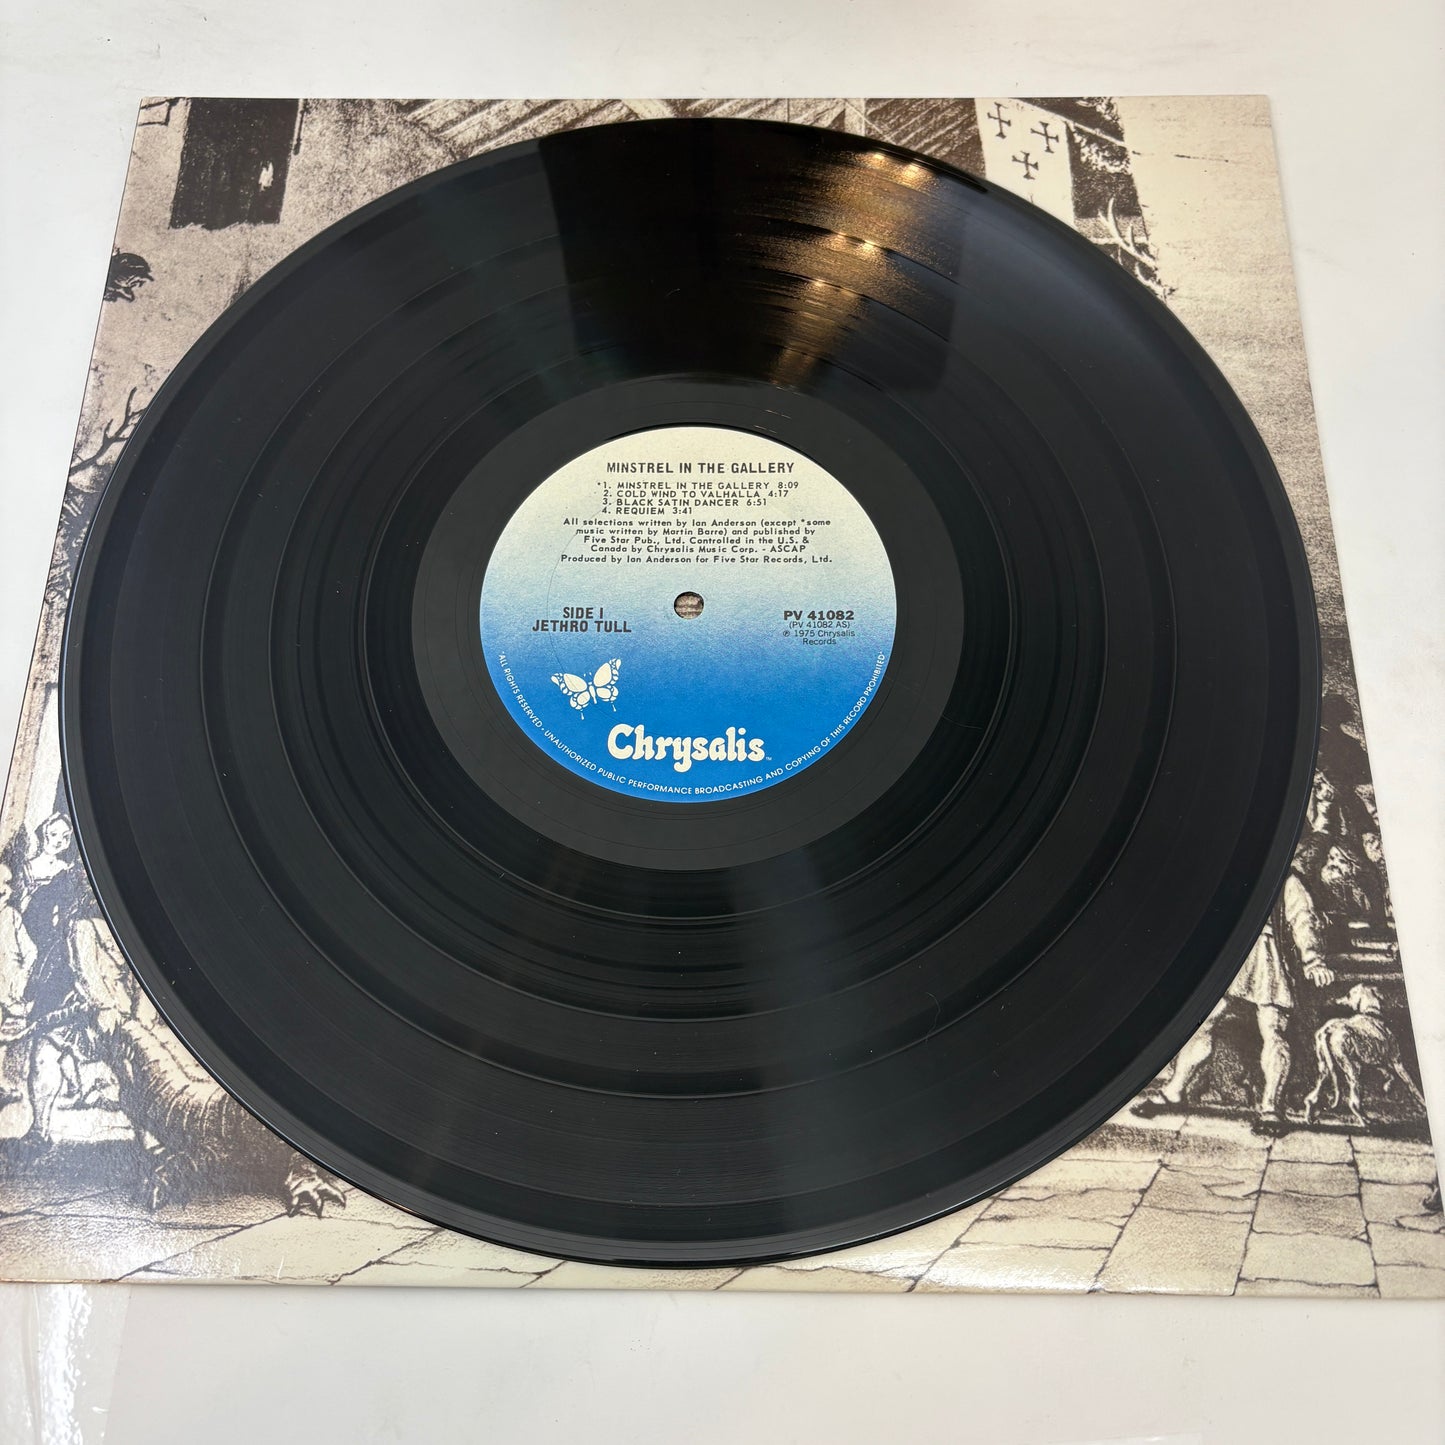 MINSTREL IN THE GALLERY
*1. MINSTREL IN THE GALLERY 8:09
2. COLD WIND TO VALHALLA 4:17
3. BLACK SATIN DANCER 6:51
4. REQUIEM 3:41
All selections written by Ian Anderson (except *some
music written by Martin Barre) and published by
Five Star Pub., Ltd. Controlled in the U.S. &
Canada by Chrysalis Music Corp. - ASCAP
Produced by Ian Anderson for Five Star Records, Ltd.
SIDE I
JETHRO TULL
PV 41082
(PV 41082 AS)
℗ 1975 Chrysalis
Records
Chrysalis™
·ALL RIGHTS RESERVED · UNAUTHORIZED PUBLIC PERFORMANCE BROADCASTING AND COPYING OF THIS RECORD PROHIBITED·